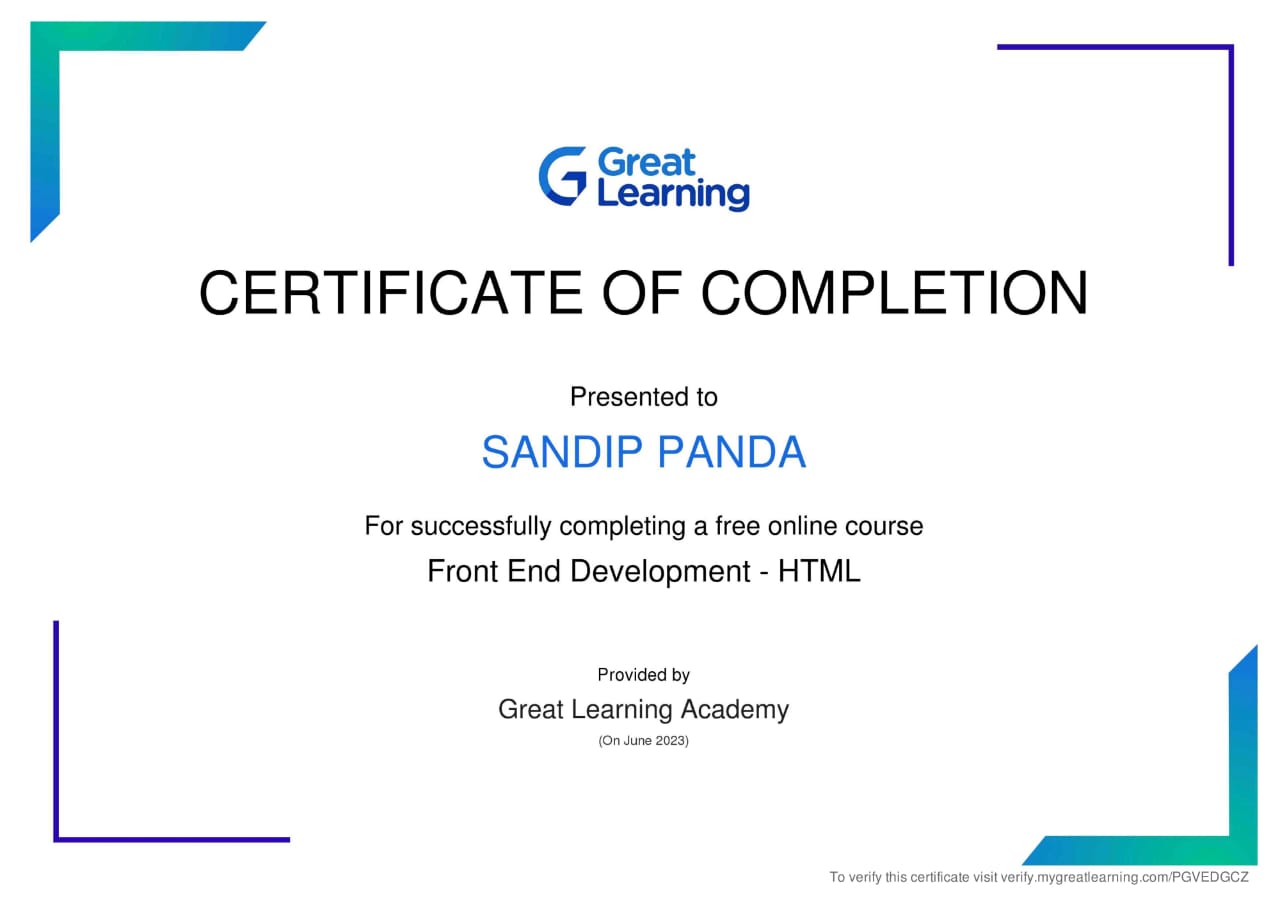 Great
Learning
CERTIFICATE OF COMPLETION
Presented to
SANDIP PANDA
For successfully completing a free online course
Front End Development - HTML
Provided by
Great Learning Academy
(On June 2023)
To verify this certificate visit verify.mygreatlearning.com/PGVEDGCZ